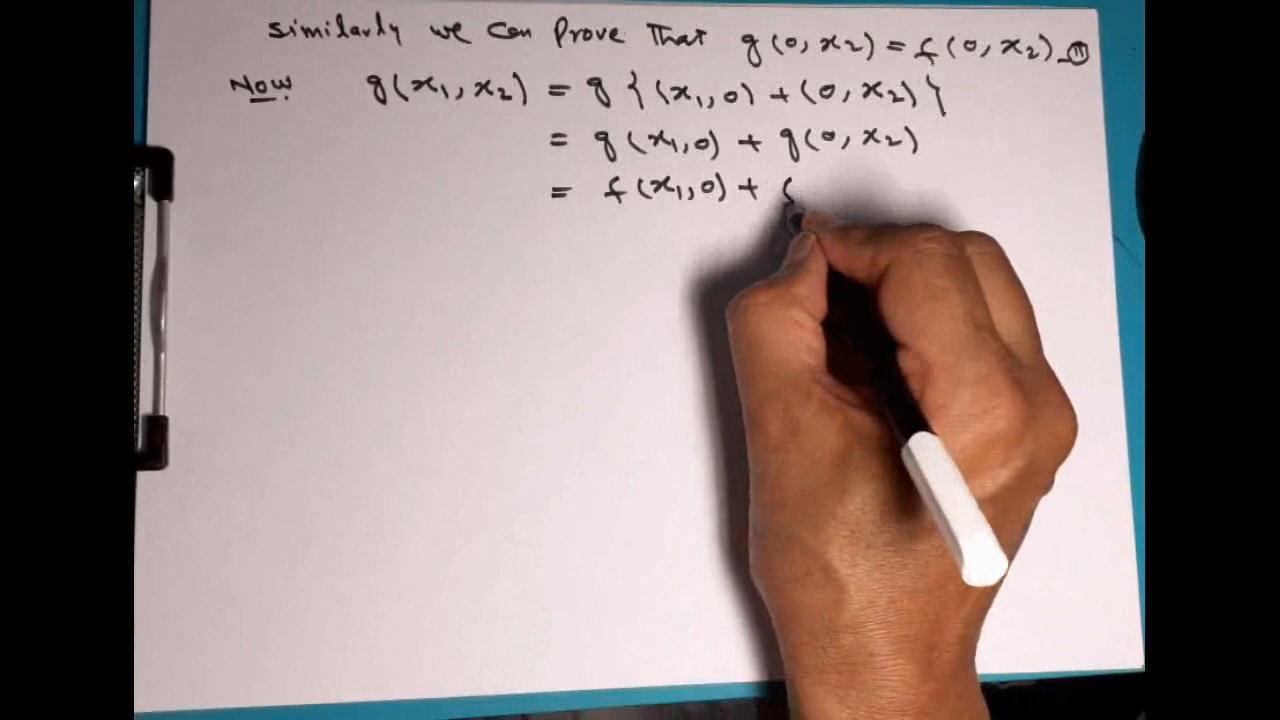 similarly we can prove that g(0, x2) = f(0, x2) _ (ii)
Now g(x1, x2) = g {(x1, 0) + (0, x2)}
= g(x1, 0) + g(0, x2)
= f(x1, 0) +